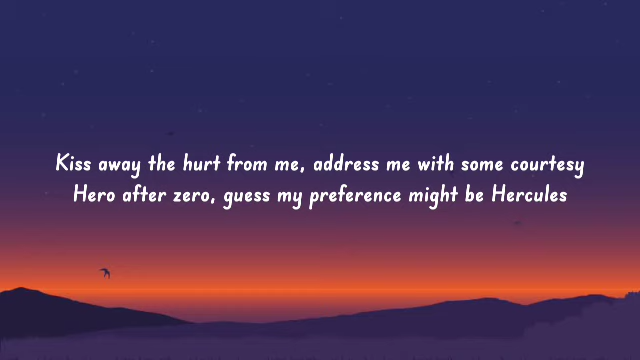 Kiss away the hurt from me, address me with some courtesy
Hero after zero, guess my preference might be Hercules